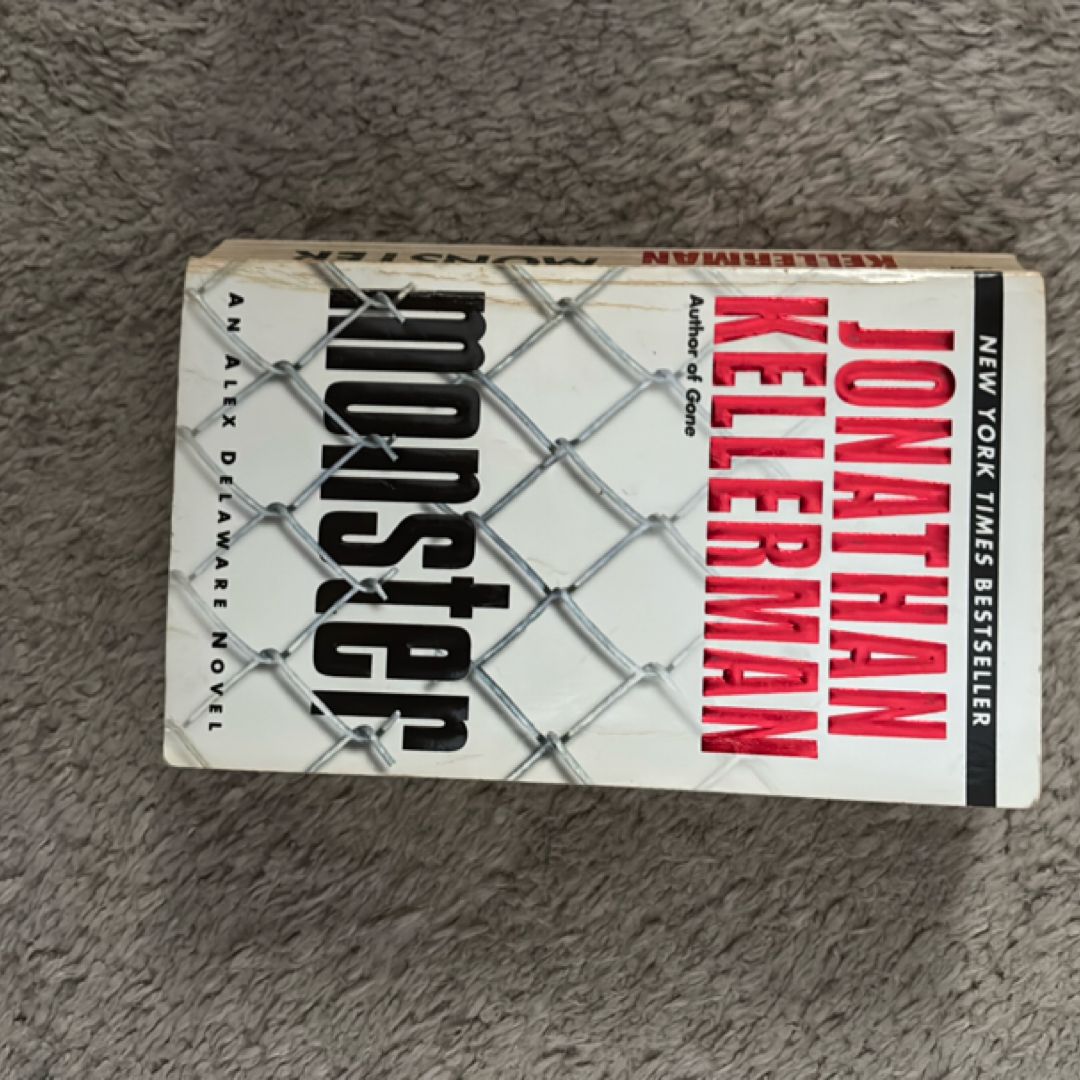 NEW YORK TIMES BESTSELLER
JONATHAN
KELLERMAN
Author of Gone
monster
AN ALEX DELAWARE NOVEL
KELLERMAN
MONSTER